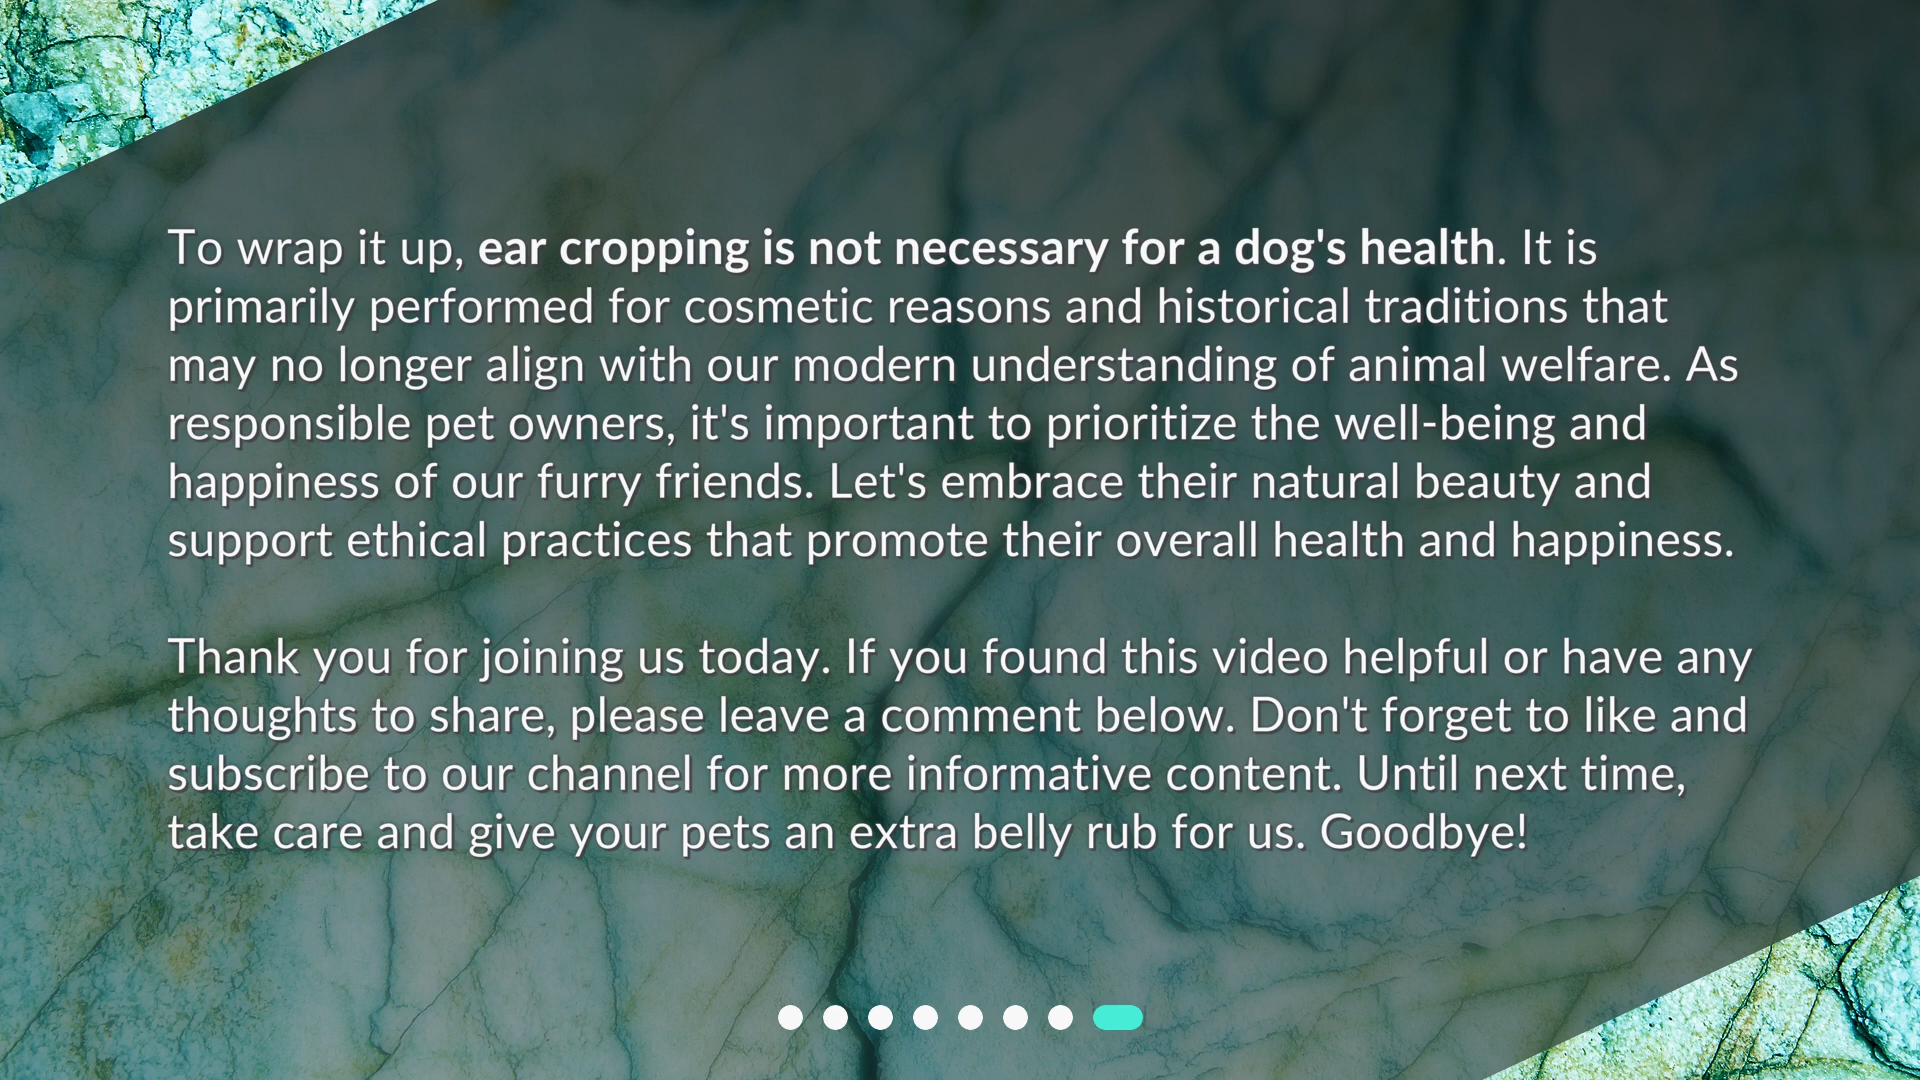 To wrap it up, ear cropping is not necessary for a dog's health. It is
primarily performed for cosmetic reasons and historical traditions that
may no longer align with our modern understanding of animal welfare. As
responsible pet owners, it's important to prioritize the well-being and
happiness of our furry friends. Let's embrace their natural beauty and
support ethical practices that promote their overall health and happiness.
Thank you for joining us today. If you found this video helpful or have any
thoughts to share, please leave a comment below. Don't forget to like and
subscribe to our channel for more informative content. Until next time,
take care and give your pets an extra belly rub for us. Goodbye!